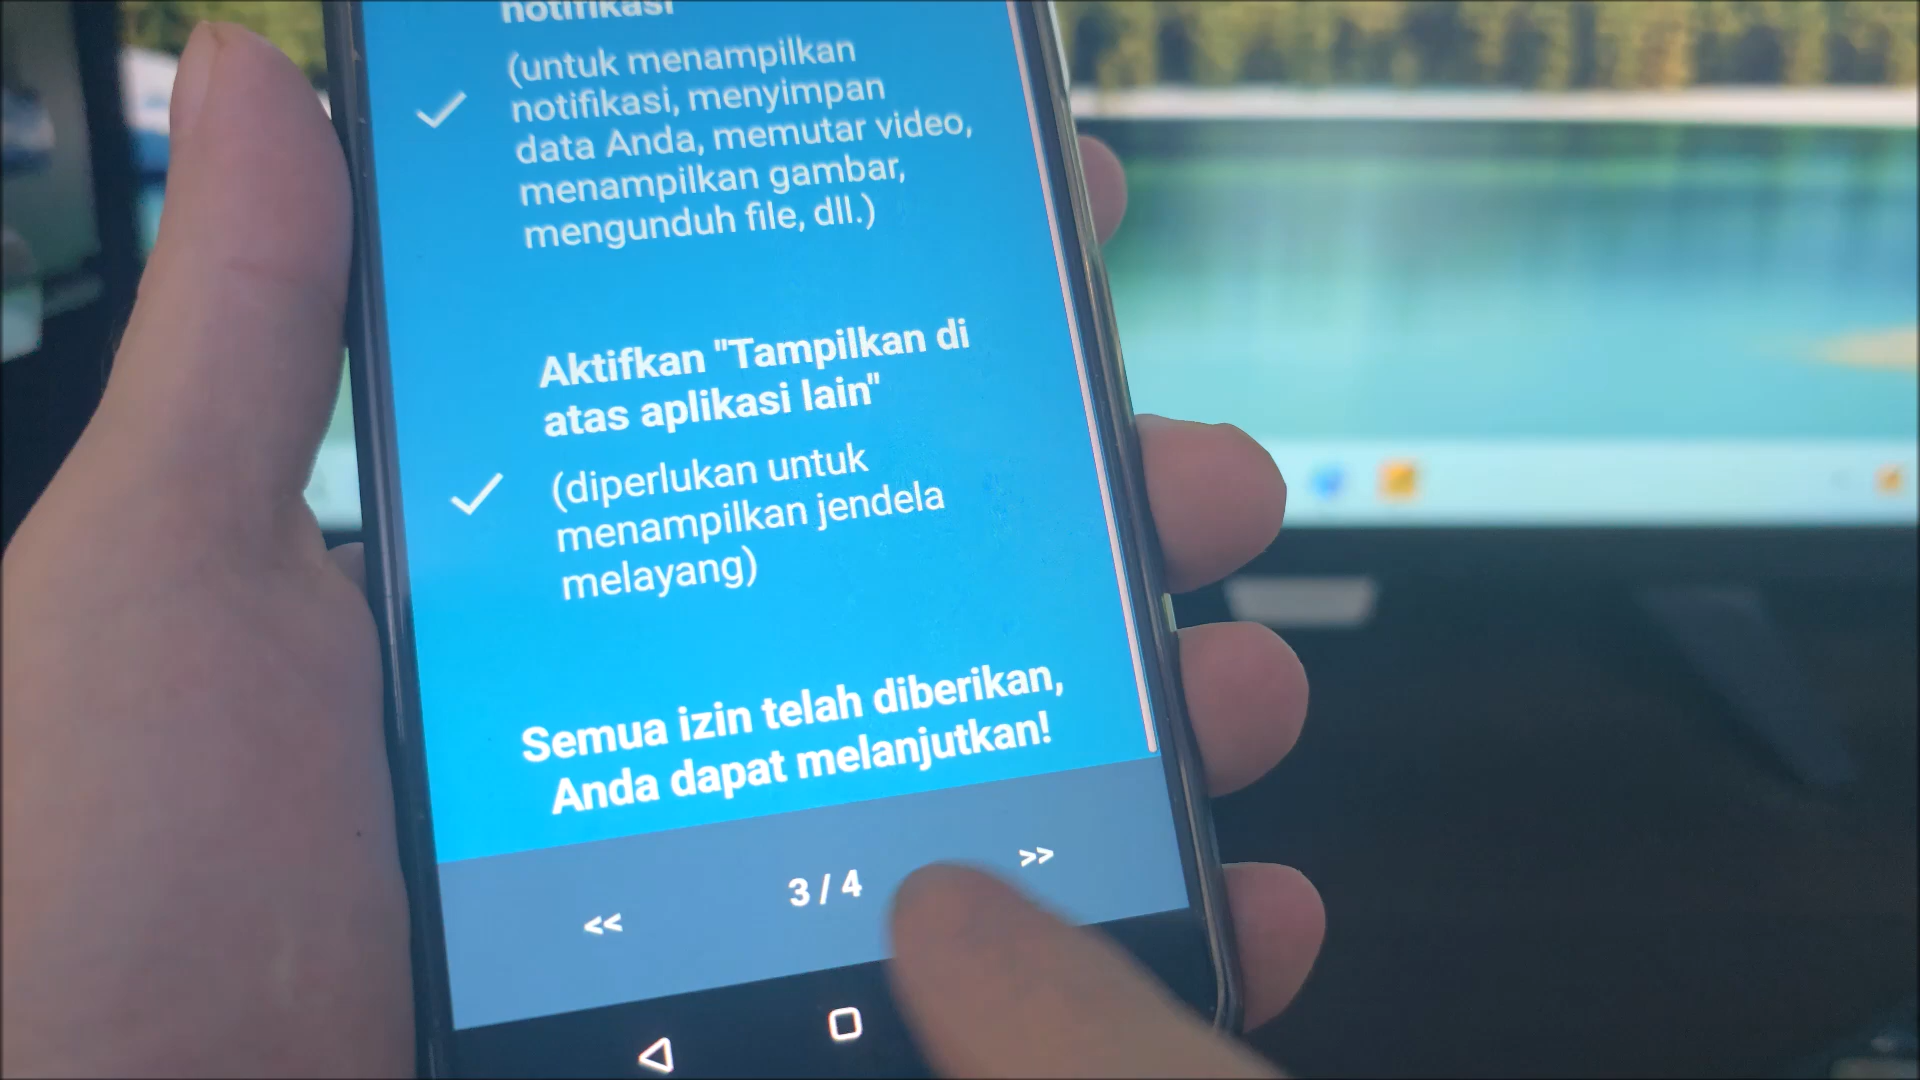 notifikasi
(untuk menampilkan
notifikasi, menyimpan
data Anda, memutar video,
menampilkan gambar,
mengunduh file, dll.)
Aktifkan "Tampilkan di
atas aplikasi lain"
(diperlukan untuk
menampilkan jendela
melayang)
Semua izin telah diberikan,
Anda dapat melanjutkan!
<<
3 / 4
>>